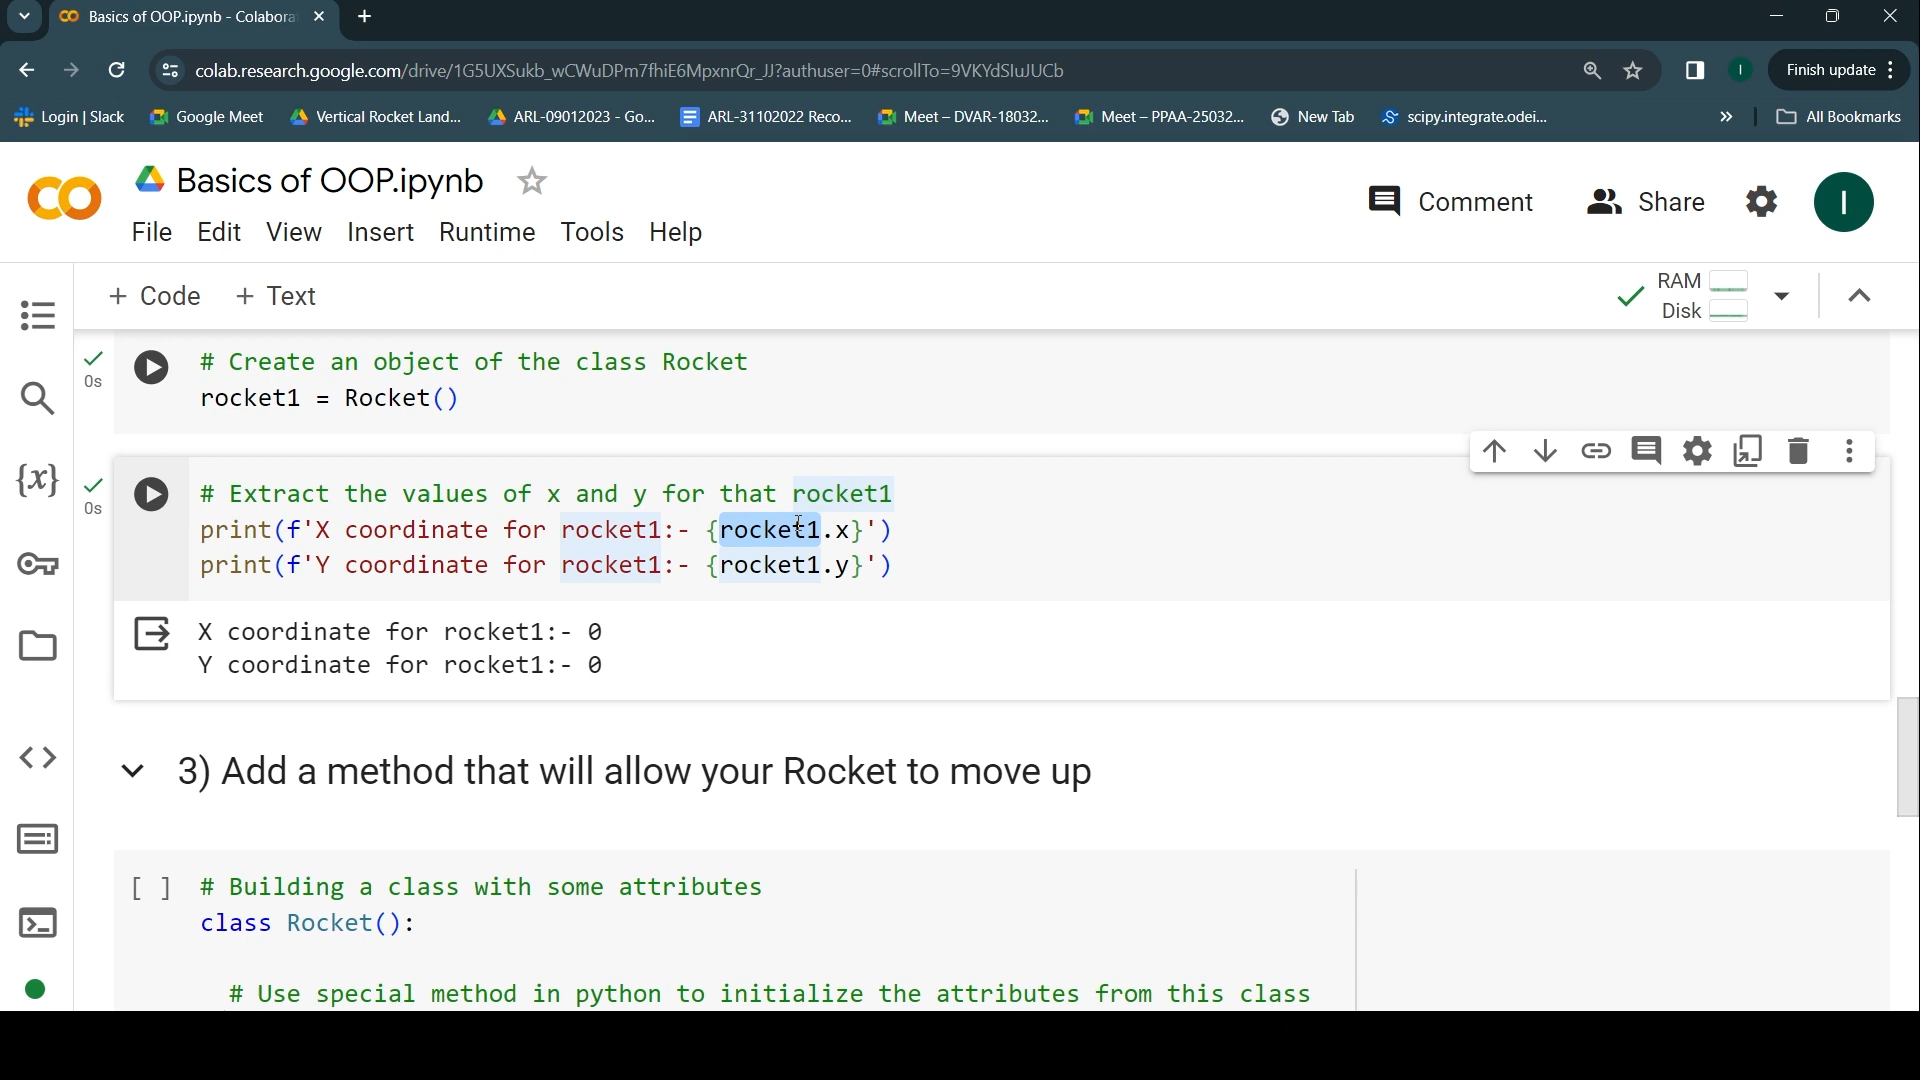 Basics of OOP.ipynb - Colabora
colab.research.google.com/drive/1G5UXSukb_wCWuDPm7fhiE6MpxnrQr_JJ?authuser=0#scrollTo=9VKYdSluJUCb
Finish update
Login | Slack
Google Meet
Vertical Rocket Land...
ARL-09012023 - Go...
ARL-31102022 Reco...
Meet – DVAR-18032...
Meet – PPAA-25032...
New Tab
scipy.integrate.odei...
»
All Bookmarks
Basics of OOP.ipynb
Comment
Share
I
File Edit View Insert Runtime Tools Help
+ Code + Text
RAM
Disk
# Create an object of the class Rocket
0s
rocket1 = Rocket()
# Extract the values of x and y for that rocket1
0s
print(f'X coordinate for rocket1:- {rocket1.x}')
print(f'Y coordinate for rocket1:- {rocket1.y}')
X coordinate for rocket1:- 0
Y coordinate for rocket1:- 0
{x}
3) Add a method that will allow your Rocket to move up
[ ] # Building a class with some attributes
class Rocket():
# Use special method in python to initialize the attributes from this class